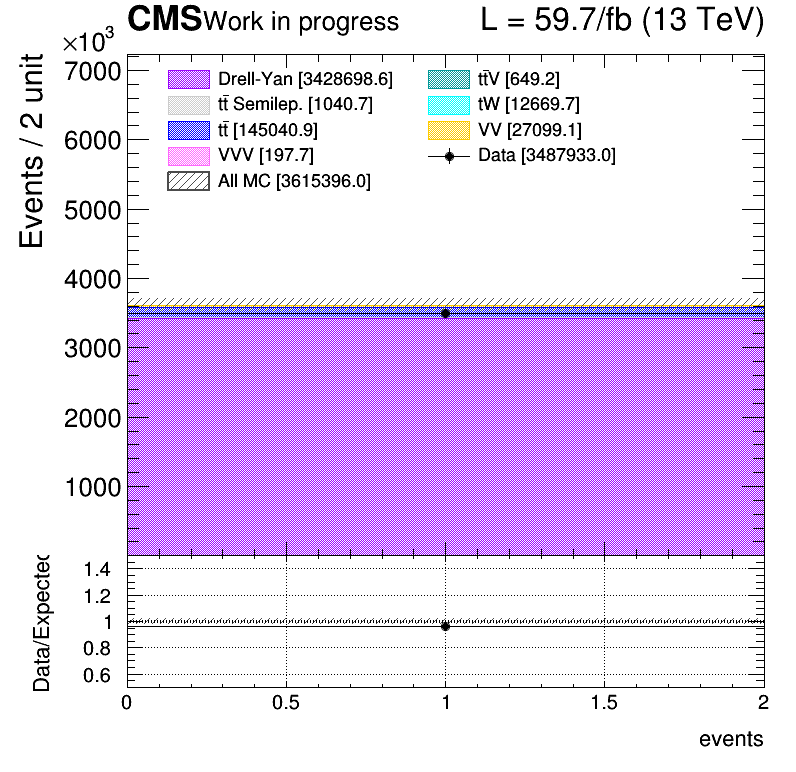 CMS Work in progress L = 59.7/fb (13 TeV)
×10³
Events / 2 unit
7000
6000
5000
4000
3000
2000
1000
Drell-Yan [3428698.6]
tt̄ Semilep. [1040.7]
tt̄ [145040.9]
VVV [197.7]
All MC [3615396.0]
tt̄V [649.2]
tW [12669.7]
VV [27099.1]
Data [3487933.0]
Data/Expected
1.4
1.2
1
0.8
0.6
0 0.5 1 1.5 2
events